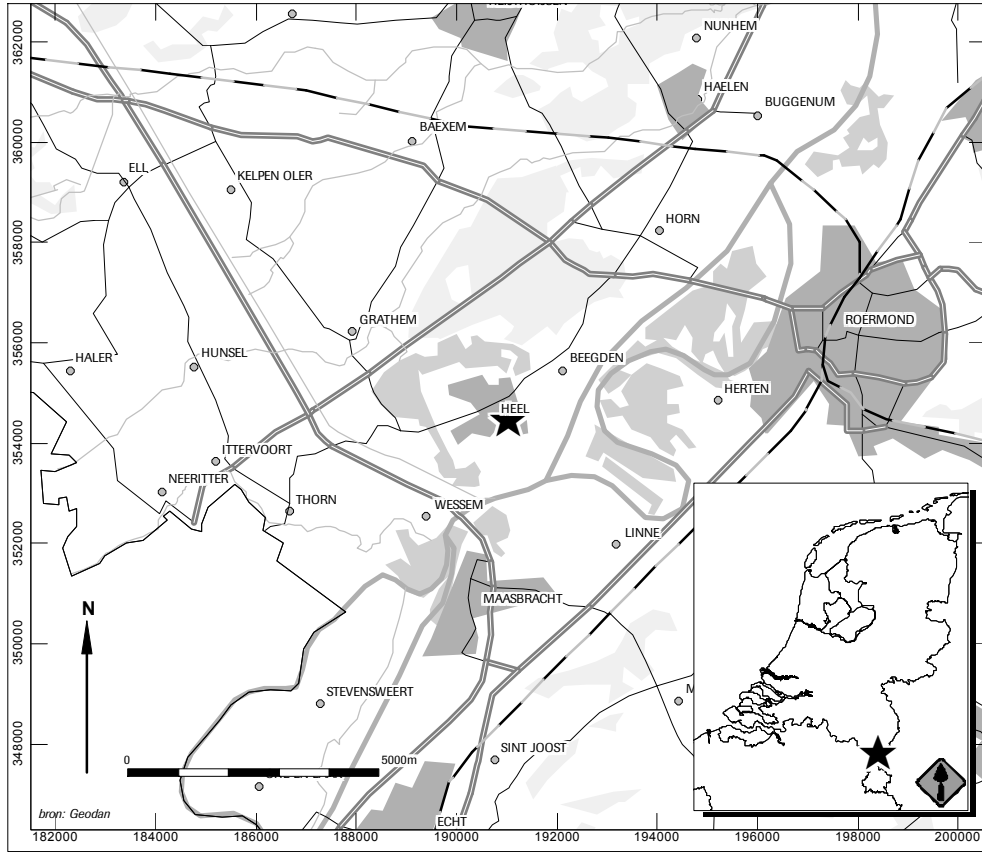 NUNHEM
HAELEN
BUGGENUM
BAEXEM
ELL
KELPEN OLER
HORN
GRATHEM
ROERMOND
HALER
HUNSEL
BEEGDEN
HERTEN
HEEL
ITTERVOORT
NEERITTER
THORN
WESSEM
LINNE
MAASBRACHT
STEVENSWEERT
SINT JOOST
ECHT
N
0
5000m
bron: Geodan
362000
360000
358000
356000
354000
352000
350000
348000
182000
184000
186000
188000
190000
192000
194000
196000
198000
200000